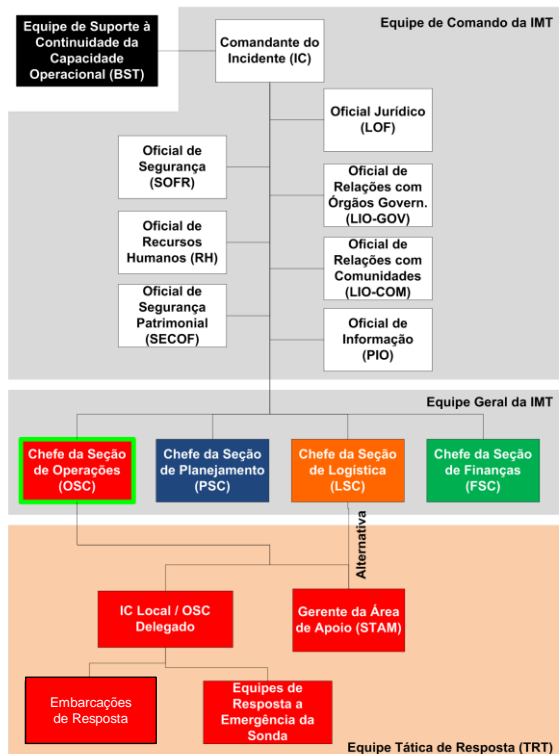 Equipe de Comando da IMT
Equipe de Suporte à
Continuidade da
Capacidade
Operacional (BST)
Comandante do
Incidente (IC)
Oficial Jurídico
(LOF)
Oficial de
Segurança
(SOFR)
Oficial de
Relações com
Órgãos Govern.
(LIO-GOV)
Oficial de
Recursos
Humanos (RH)
Oficial de
Relações com
Comunidades
(LIO-COM)
Oficial de
Segurança
Patrimonial
(SECOF)
Oficial de
Informação
(PIO)
Equipe Geral da IMT
Chefe da Seção
de Operações
(OSC)
Chefe da Seção
de Planejamento
(PSC)
Chefe da Seção
de Logística
(LSC)
Chefe da Seção
de Finanças
(FSC)
Alternativa
IC Local / OSC
Delegado
Gerente da Área
de Apoio (STAM)
Embarcações
de Resposta
Equipes de
Resposta a
Emergência da
Sonda
Equipe Tática de Resposta (TRT)